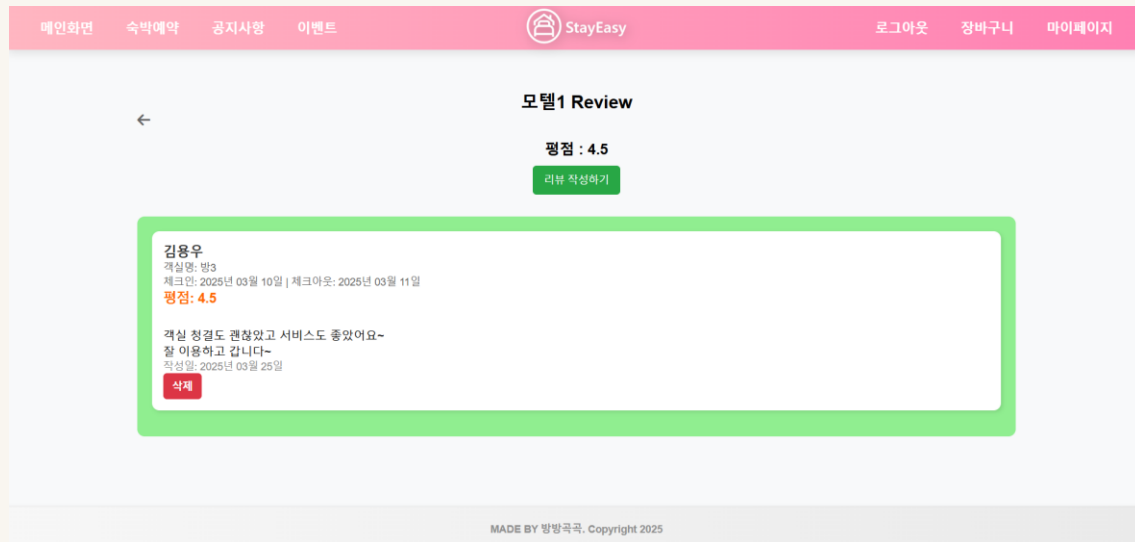 메인화면 숙박예약 공지사항 이벤트 StayEasy 로그아웃 장바구니 마이페이지
모텔1 Review
평점 : 4.5
리뷰 작성하기
김용우
객실명: 방3
체크인: 2025년 03월 10일 | 체크아웃: 2025년 03월 11일
평점: 4.5
객실 청결도 괜찮았고 서비스도 좋았어요~
잘 이용하고 갑니다~
작성일: 2025년 03월 25일
삭제
MADE BY 방방곡곡. Copyright 2025